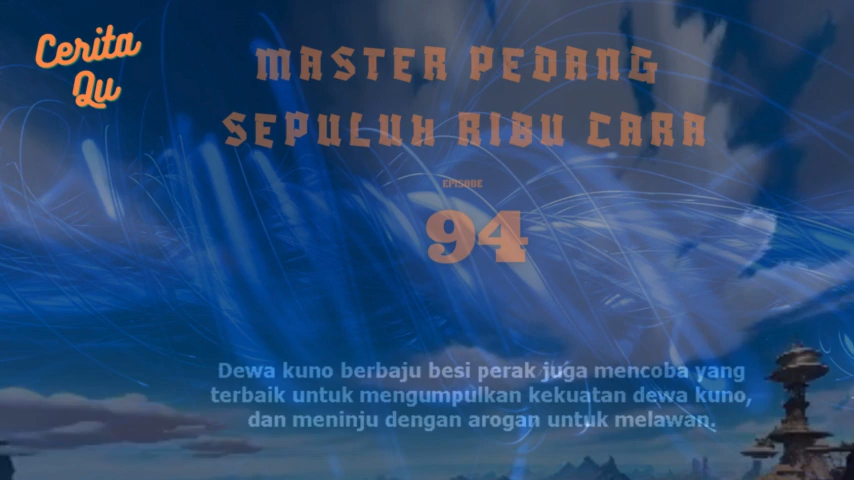 Cerita
Qu
MASTER PEDANG
SEPULUH RIBU CARA
EPISODE
94
Dewa kuno berbaju besi perak juga mencoba yang
terbaik untuk mengumpulkan kekuatan dewa kuno,
dan meninju dengan arogan untuk melawan.